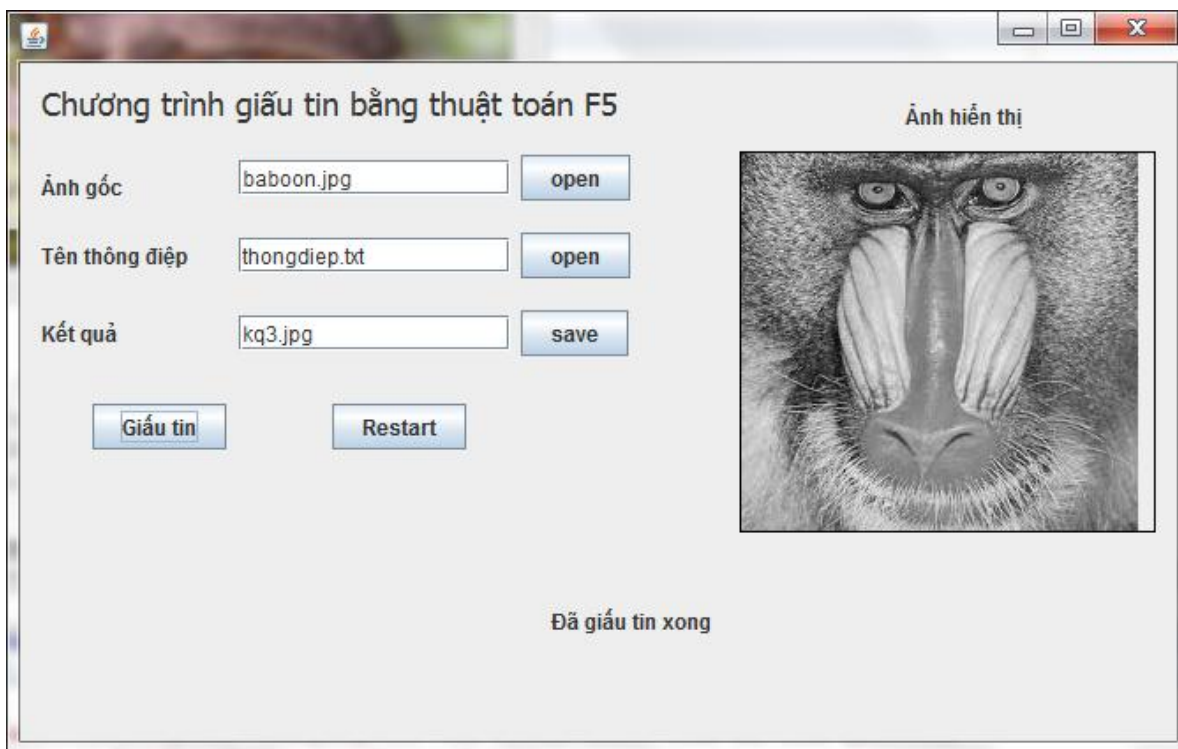 Chương trình giấu tin bằng thuật toán F5
Ảnh hiển thị
Ảnh gốc baboon.jpg open
Tên thông điệp thongdiep.txt open
Kết quả kq3.jpg save
Giấu tin Restart
Đã giấu tin xong